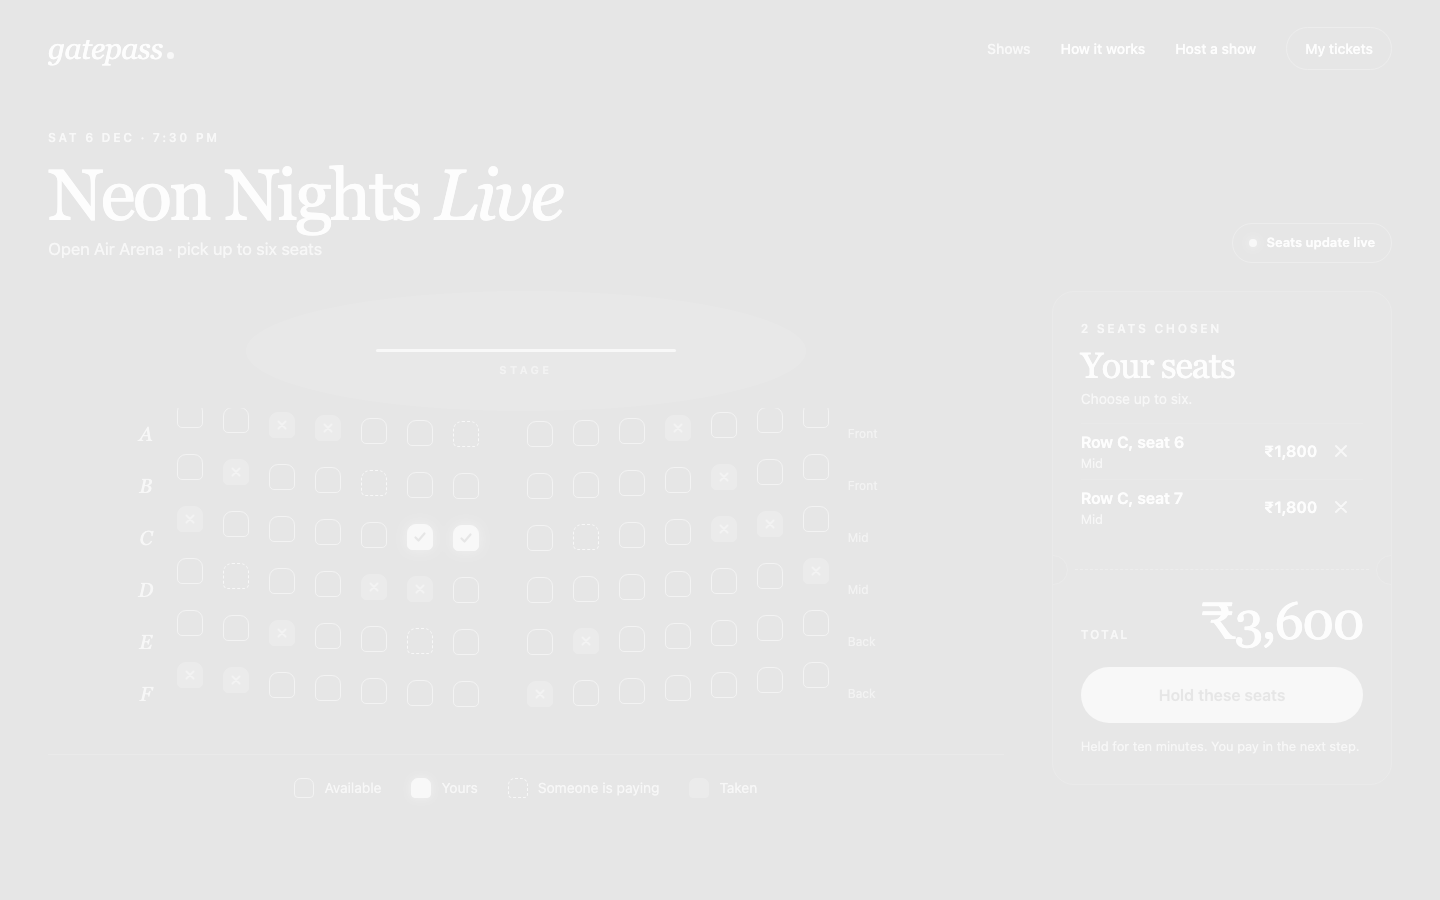 gatepass.
Shows How it works Host a show My tickets
SAT 6 DEC · 7:30 PM
Neon Nights Live
Open Air Arena · pick up to six seats
Seats update live
STAGE
A Front
B Front
C Mid
D Mid
E Back
F Back
Available Yours Someone is paying Taken
2 SEATS CHOSEN
Your seats
Choose up to six.
Row C, seat 6 ₹1,800
Mid
Row C, seat 7 ₹1,800
Mid
TOTAL ₹3,600
Hold these seats
Held for ten minutes. You pay in the next step.